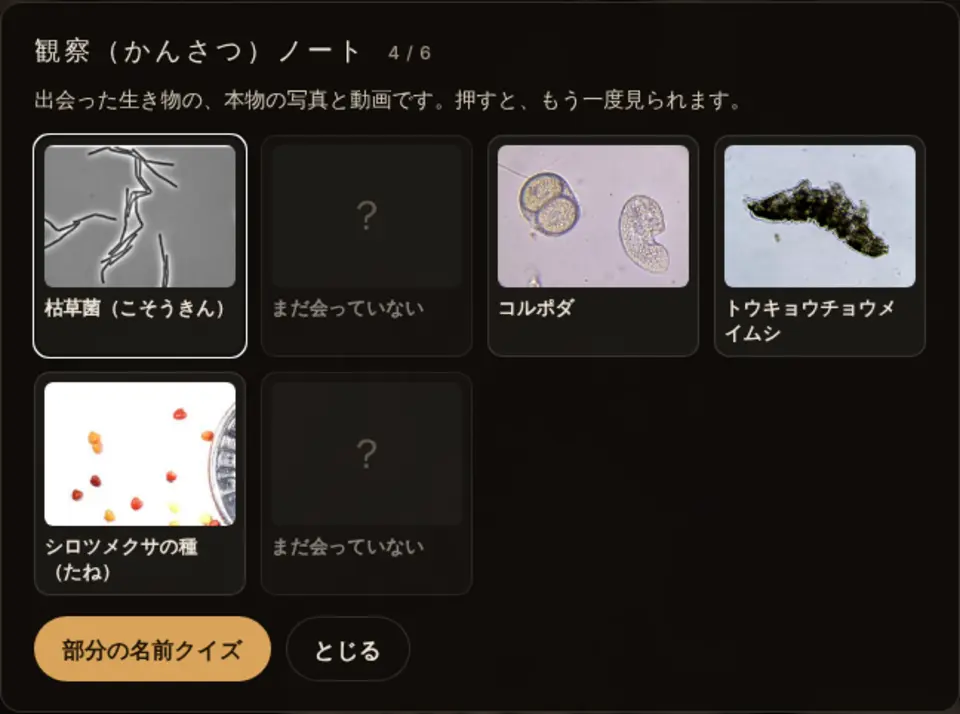 観察（かんさつ）ノート 4 / 6
出会った生き物の、本物の写真と動画です。押すと、もう一度見られます。
枯草菌（こそうきん）
?
まだ会っていない
コルポダ
トウキョウチョウメ
イムシ
シロツメクサの種
（たね）
?
まだ会っていない
部分の名前クイズ
とじる